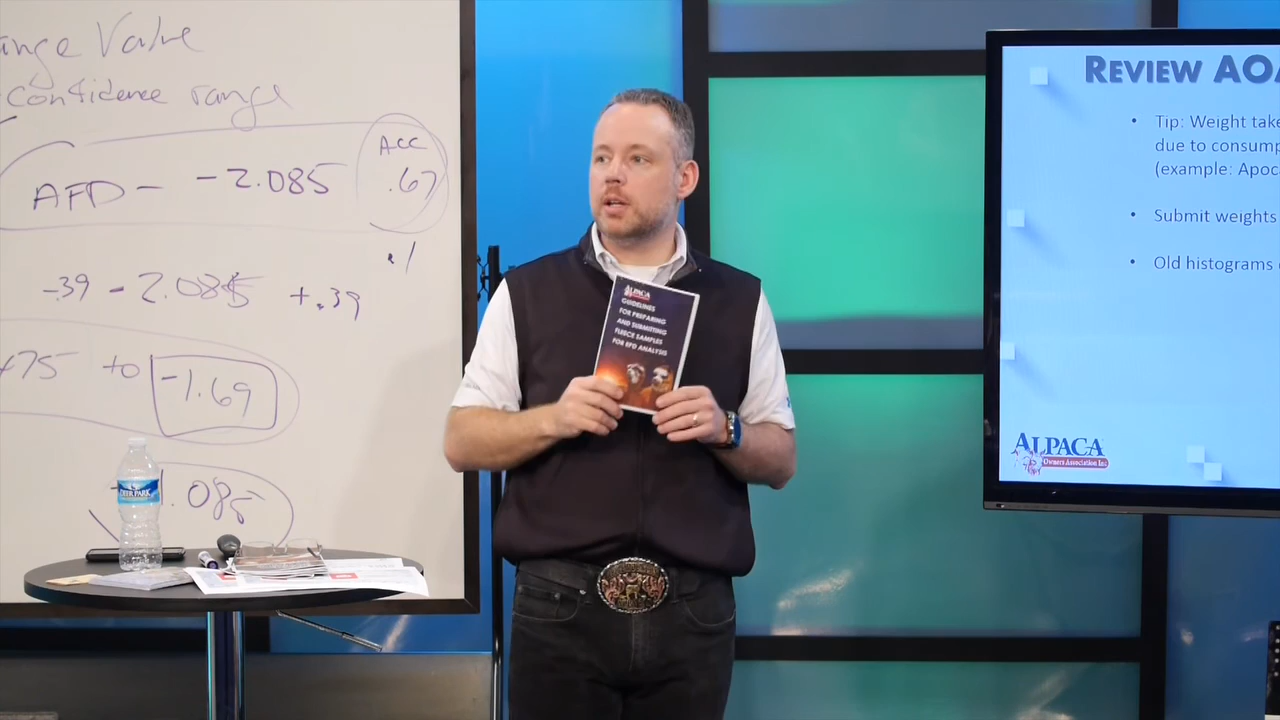 ange Value
confidence range
ACC
AFD - -2.085 .67
.1
-.39 -2.085 +.39
475 to -1.69
.085
DEER PARK
ALPACA
GUIDELINES
FOR PREPARING
AND SUBMITTING
FLEECE SAMPLES
FOR EPD ANALYSIS
REVIEW AOA
• Tip: Weight take
due to consump
(example: Apoca
• Submit weights
• Old histograms
ALPACA
Owners Association Inc